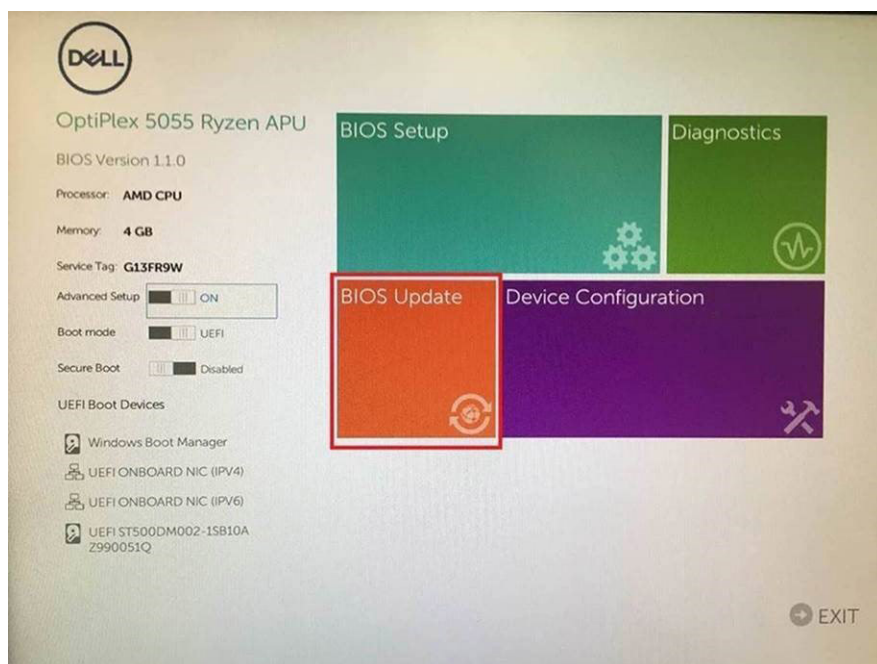 DELL
OptiPlex 5055 Ryzen APU
BIOS Version 1.1.0
Processor: AMD CPU
Memory: 4 GB
Service Tag: G13FR9W
Advanced Setup ON
Boot mode UEFI
Secure Boot Disabled
UEFI Boot Devices
Windows Boot Manager
UEFI ONBOARD NIC (IPV4)
UEFI ONBOARD NIC (IPV6)
UEFI ST500DM002-1SB10A
Z990051Q
BIOS Setup
Diagnostics
BIOS Update
Device Configuration
EXIT